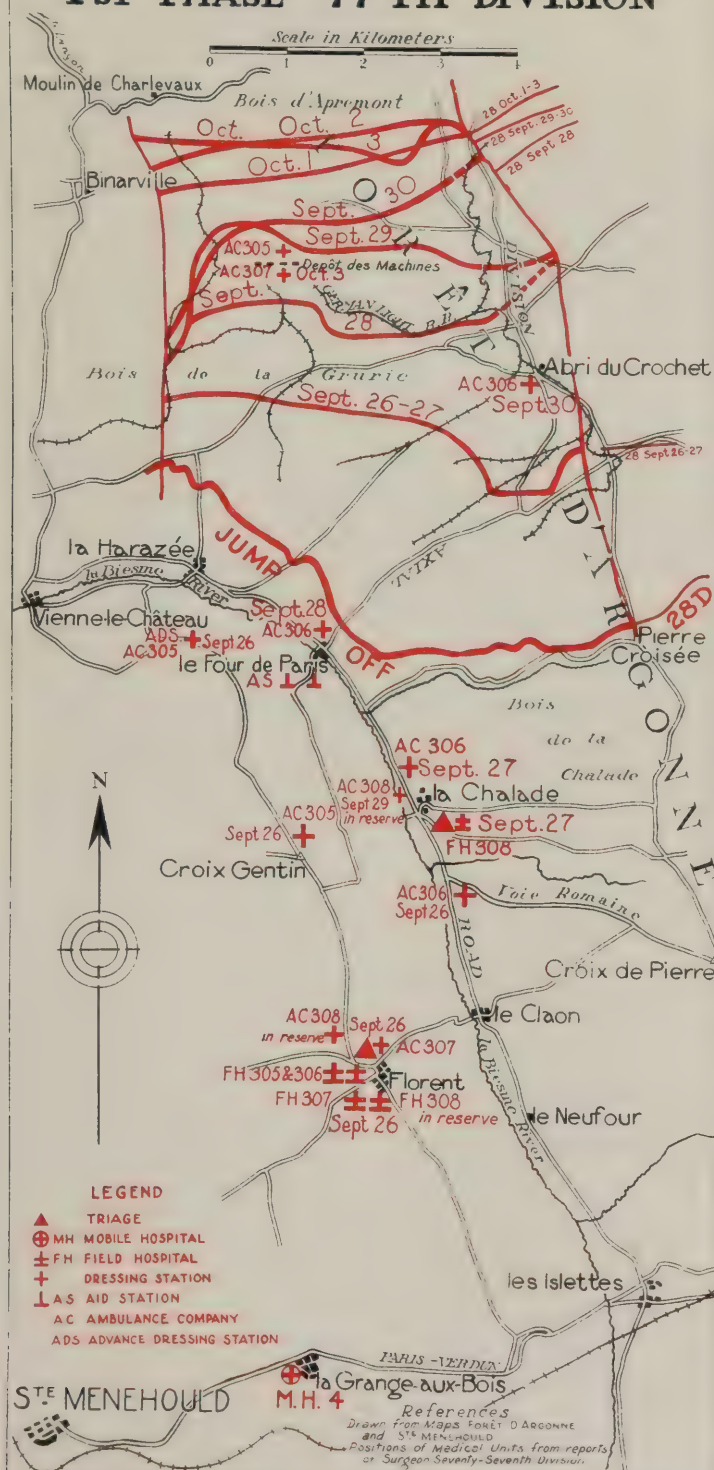 1ST PHASE 77TH DIVISION
Scale in Kilometers
0 1 2 3 4
Moulin de Charlevaux
Bois d'Apremont
28 Oct. 1-3
28 Sept. 29-30
28 Sept. 28
Oct. Oct. 2
3
Oct. 1
Binarville
Sept. 30
Sept. 29
AC305
Depôt des Machines
AC307 Oct. 3
GERMAN LIGHT R.R.
Sept. 28
FORET D'ARGONNE
DIVISION
Abri du Crochet
Bois de la Grurie
AC306
Sept 30
Sept. 26-27
28 Sept 26-27
AXIAL
JUMP OFF
la Harazée
la Biesme River
Vienne-le-Château
Sept. 28
AC306
28D
ADS Sept 26
AC305
le Four de Paris
Pierre Croisée
AS
Bois de la Chalade
AC 306
Sept. 27
AC308
Sept 29
in reserve
la Chalade
Sept. 27
FH308
AC305
Sept 26
Croix Gentin
N
AC306
Sept 26
Voie Romaine
ROAD
Croix de Pierre
le Claon
AC308
in reserve
Sept 26
AC307
FH305&306
Florent
FH307
FH308
in reserve
Sept 26
la Biesme River
le Neufour
LEGEND
TRIAGE
MH MOBILE HOSPITAL
FH FIELD HOSPITAL
DRESSING STATION
AS AID STATION
AC AMBULANCE COMPANY
ADS ADVANCE DRESSING STATION
les Islettes
PARIS-VERDUN
la Grange-aux-Bois
M.H. 4
STE MENEHOULD
References
Drawn from Maps FORÊT D'ARGONNE
and STE MENEHOULD
Positions of Medical Units from reports
of Surgeon Seventy-Seventh Division